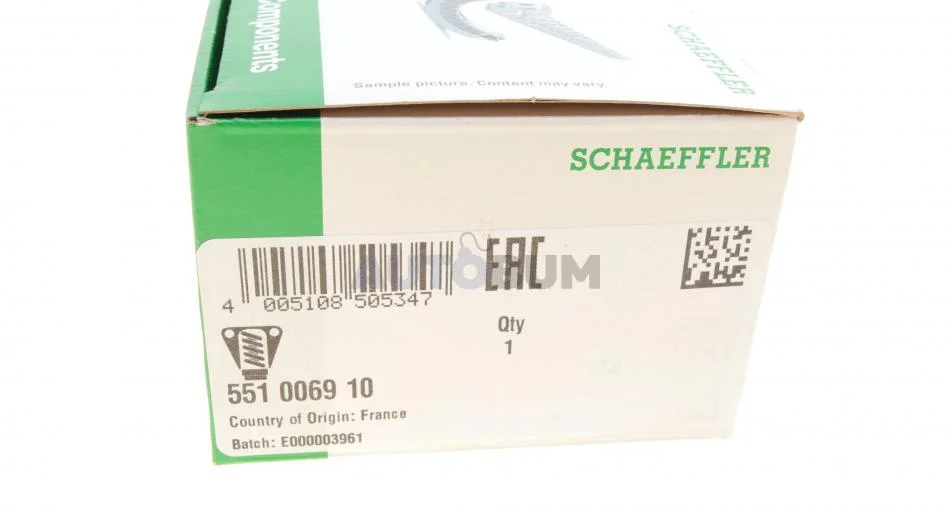 Components
Sample picture. Content may vary.
SCHAEFFLER
SCHAEFFLER
EAC
AUTOBUM
4 005108 505347
Qty
1
551 0069 10
Country of Origin: France
Batch: E000003961